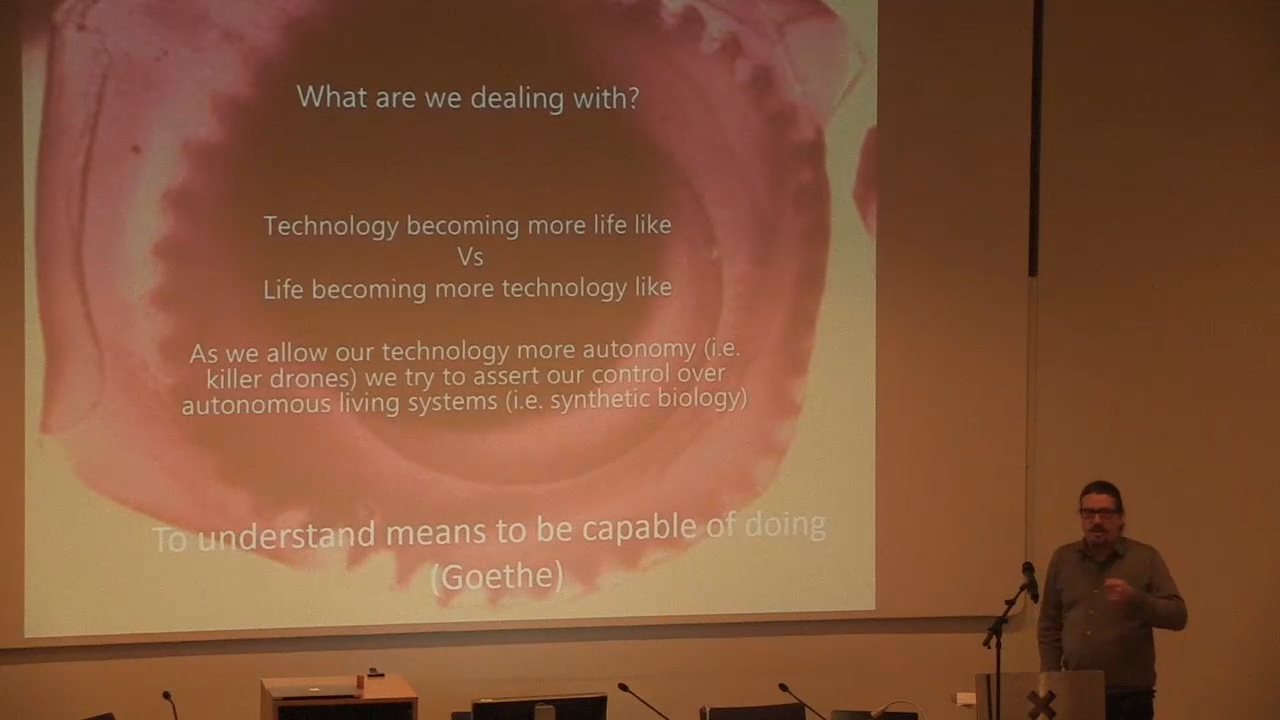 What are we dealing with?
Technology becoming more life like
Vs
Life becoming more technology like
As we allow our technology more autonomy (i.e.
killer drones) we try to assert our control over
autonomous living systems (i.e. synthetic biology)
To understand means to be capable of doing
(Goethe)